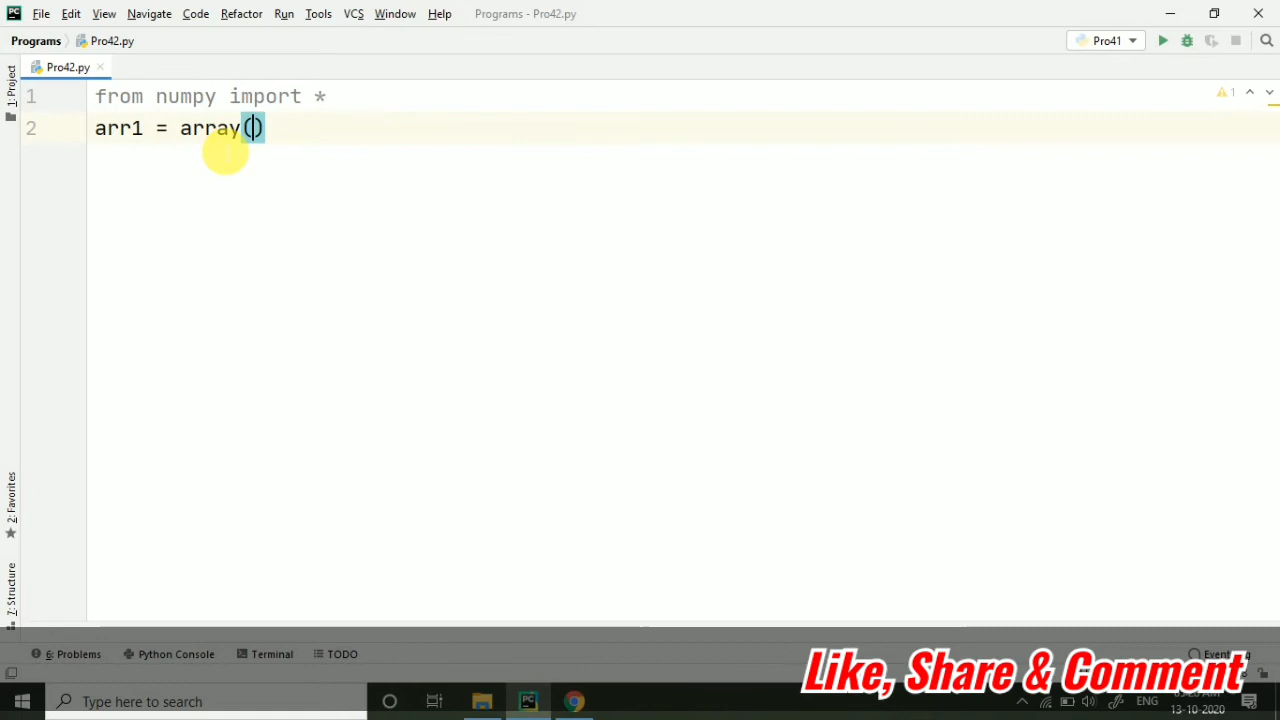 File Edit View Navigate Code Refactor Run Tools VCS Window Help Programs - Pro42.py
Programs Pro42.py Pro41
Pro42.py
1: Project
1 from numpy import * 1
2 arr1 = array()
2: Favorites
7: Structure
6: Problems Python Console Terminal TODO
Like, Share & Comment
Type here to search ENG
13-10-2020